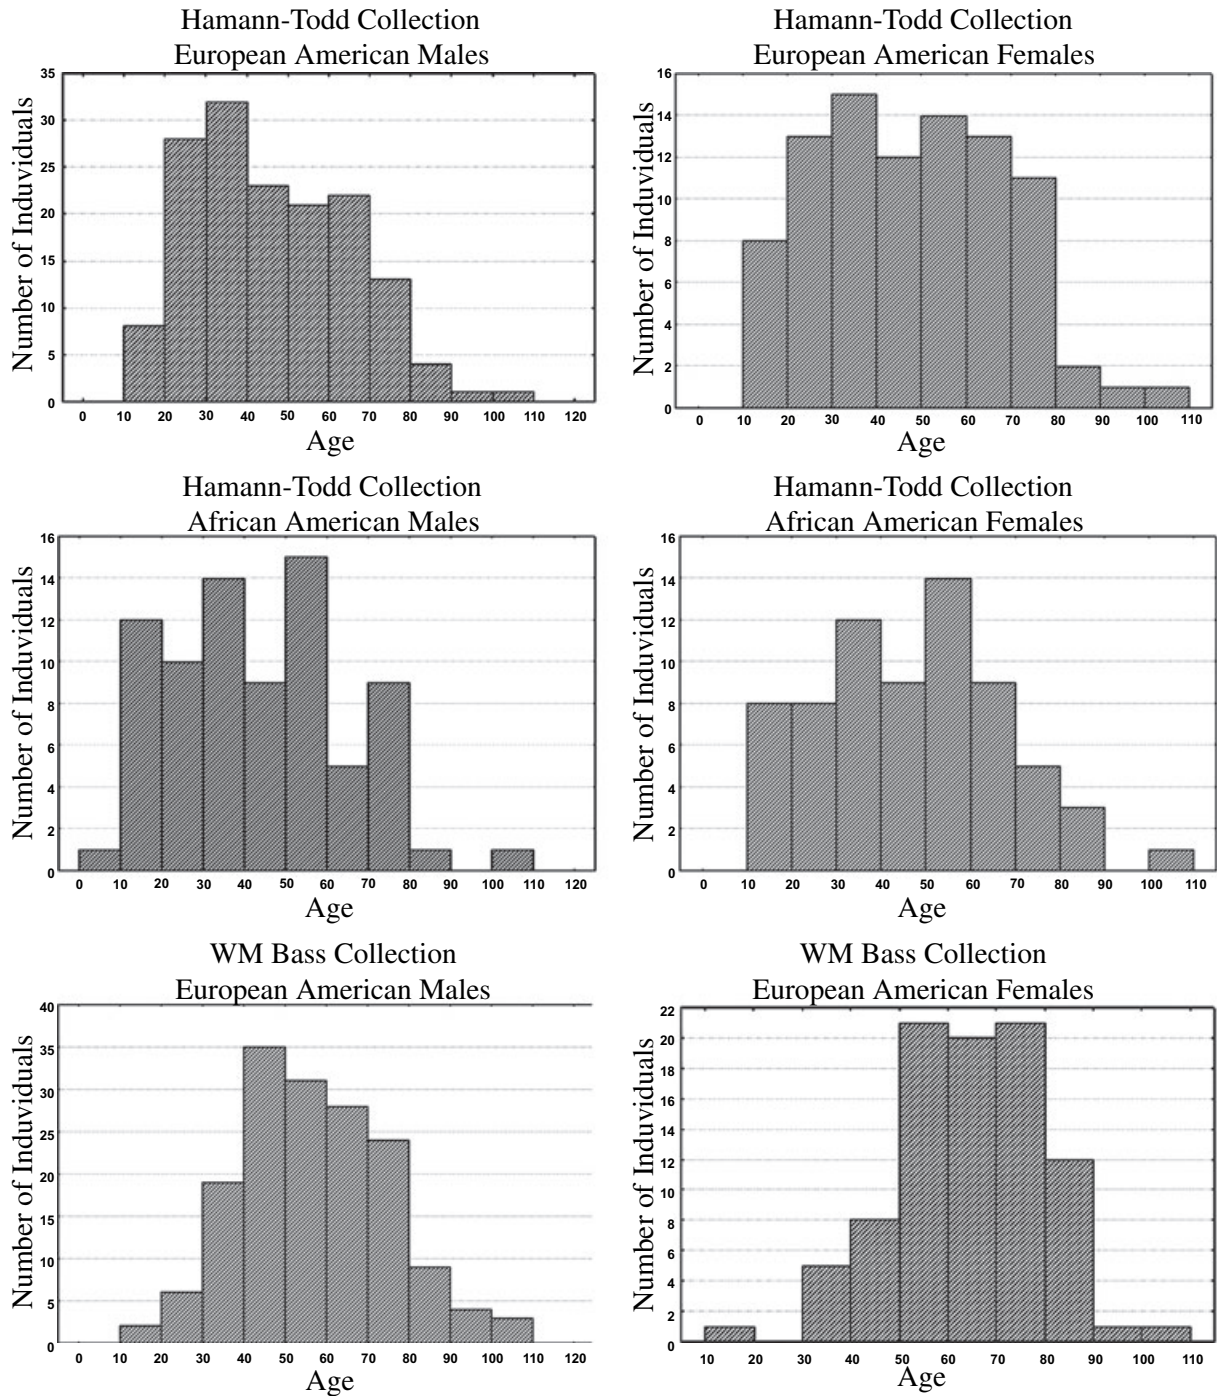 Hamann-Todd Collection
European American Males
35
30
25
20
15
10
5
0
Number of Induviduals
0 10 20 30 40 50 60 70 80 90 100 110 120
Age
Hamann-Todd Collection
European American Females
16
14
12
10
8
6
4
2
0
Number of Induviduals
0 10 20 30 40 50 60 70 80 90 100 110
Age
Hamann-Todd Collection
African American Males
16
14
12
10
8
6
4
2
0
Number of Induviduals
0 10 20 30 40 50 60 70 80 90 100 110 120
Age
Hamann-Todd Collection
African American Females
16
14
12
10
8
6
4
2
0
Number of Induviduals
0 10 20 30 40 50 60 70 80 90 100 110
Age
WM Bass Collection
European American Males
40
35
30
25
20
15
10
5
0
Number of Induviduals
0 10 20 30 40 50 60 70 80 90 100 110 120
Age
WM Bass Collection
European American Females
22
20
18
16
14
12
10
8
6
4
2
0
Number of Induviduals
10 20 30 40 50 60 70 80 90 100 110
Age